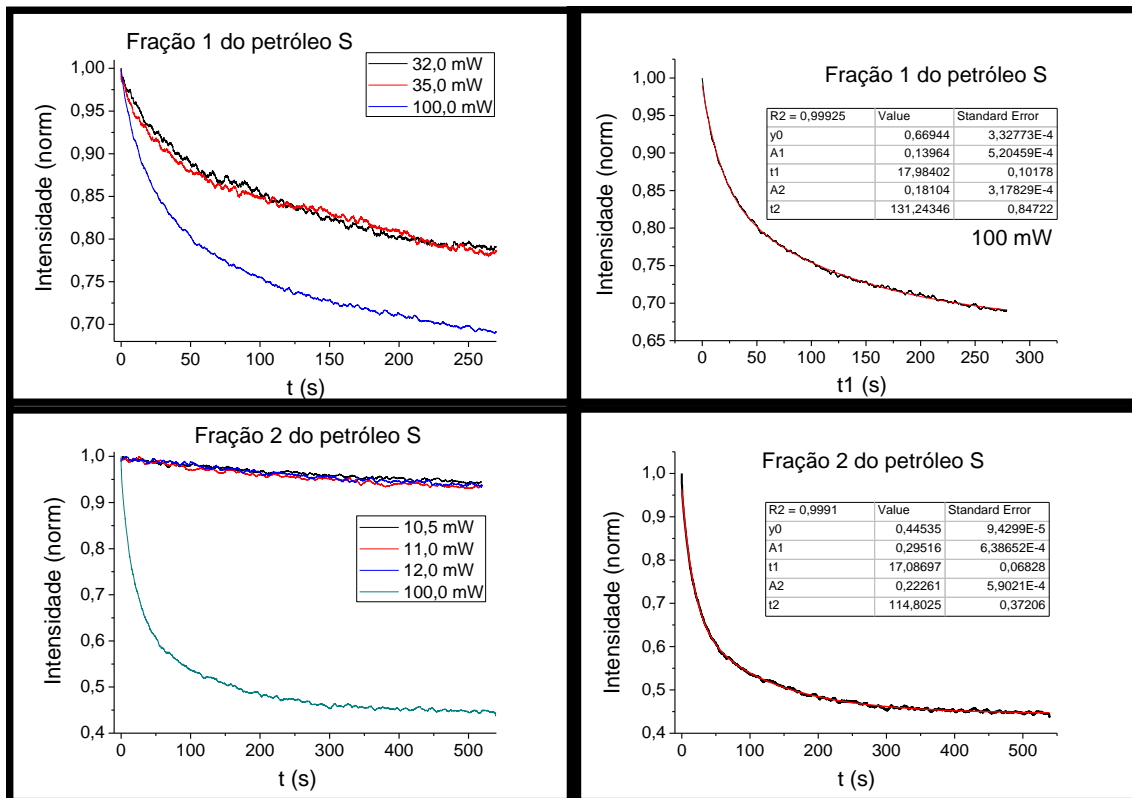 Fração 1 do petróleo S
32,0 mW
35,0 mW
100,0 mW
1,00
0,95
0,90
0,85
0,80
0,75
0,70
Intensidade (norm)
0 50 100 150 200 250
t (s)
Fração 1 do petróleo S
R2 = 0,99925 Value Standard Error
y0 0,66944 3,32773E-4
A1 0,13964 5,20459E-4
t1 17,98402 0,10178
A2 0,18104 3,17829E-4
t2 131,24346 0,84722
100 mW
1,00
0,95
0,90
0,85
0,80
0,75
0,70
0,65
Intensidade (norm)
0 50 100 150 200 250 300
t1 (s)
Fração 2 do petróleo S
10,5 mW
11,0 mW
12,0 mW
100,0 mW
1,0
0,9
0,8
0,7
0,6
0,5
0,4
Intensidade (norm)
0 100 200 300 400 500
t (s)
Fração 2 do petróleo S
R2 = 0,9991 Value Standard Error
y0 0,44535 9,4299E-5
A1 0,29516 6,38652E-4
t1 17,08697 0,06828
A2 0,22261 5,9021E-4
t2 114,8025 0,37206
1,0
0,9
0,8
0,7
0,6
0,5
0,4
Intensidade (norm)
0 100 200 300 400 500
t (s)